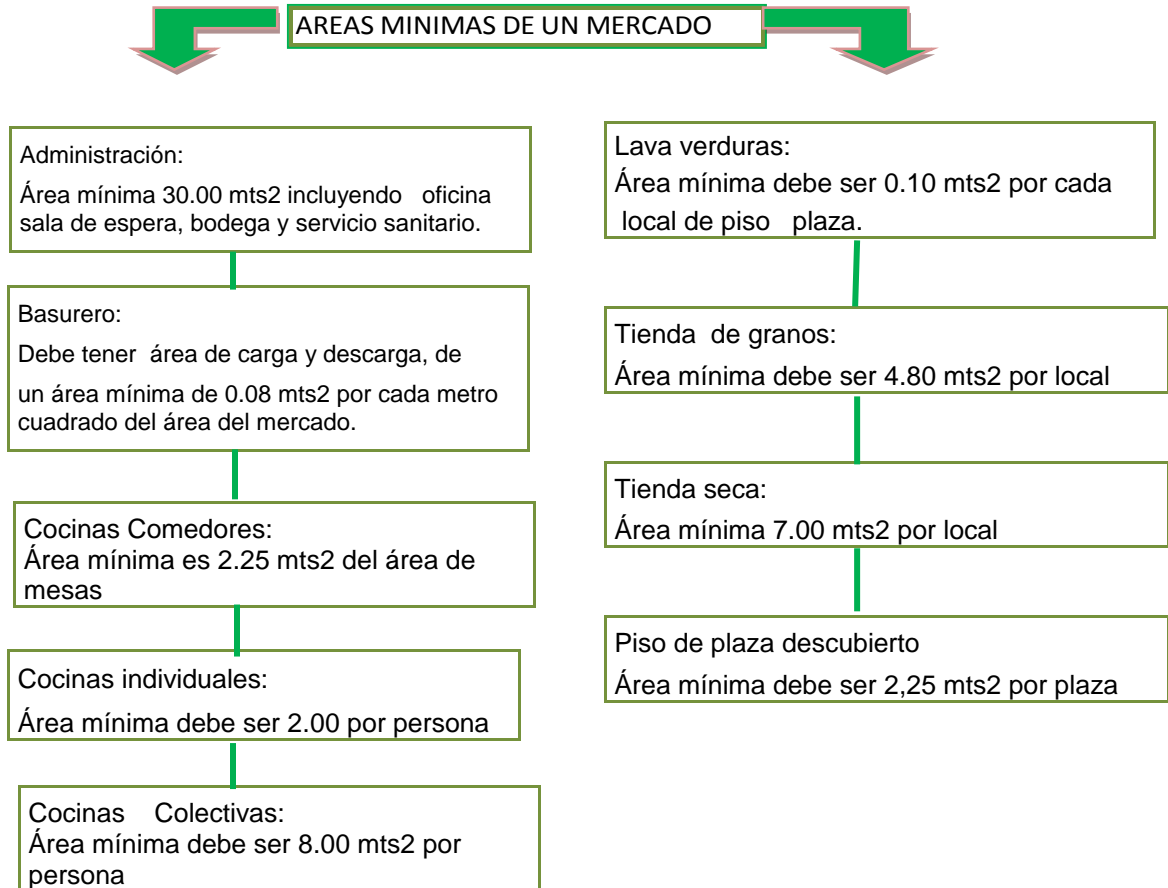 AREAS MINIMAS DE UN MERCADO
Administración:
Área mínima 30.00 mts2 incluyendo oficina
sala de espera, bodega y servicio sanitario.
Basurero:
Debe tener área de carga y descarga, de
un área mínima de 0.08 mts2 por cada metro
cuadrado del área del mercado.
Cocinas Comedores:
Área mínima es 2.25 mts2 del área de
mesas
Cocinas individuales:
Área mínima debe ser 2.00 por persona
Cocinas Colectivas:
Área mínima debe ser 8.00 mts2 por
persona
Lava verduras:
Área mínima debe ser 0.10 mts2 por cada
local de piso plaza.
Tienda de granos:
Área mínima debe ser 4.80 mts2 por local
Tienda seca:
Área mínima 7.00 mts2 por local
Piso de plaza descubierto
Área mínima debe ser 2,25 mts2 por plaza